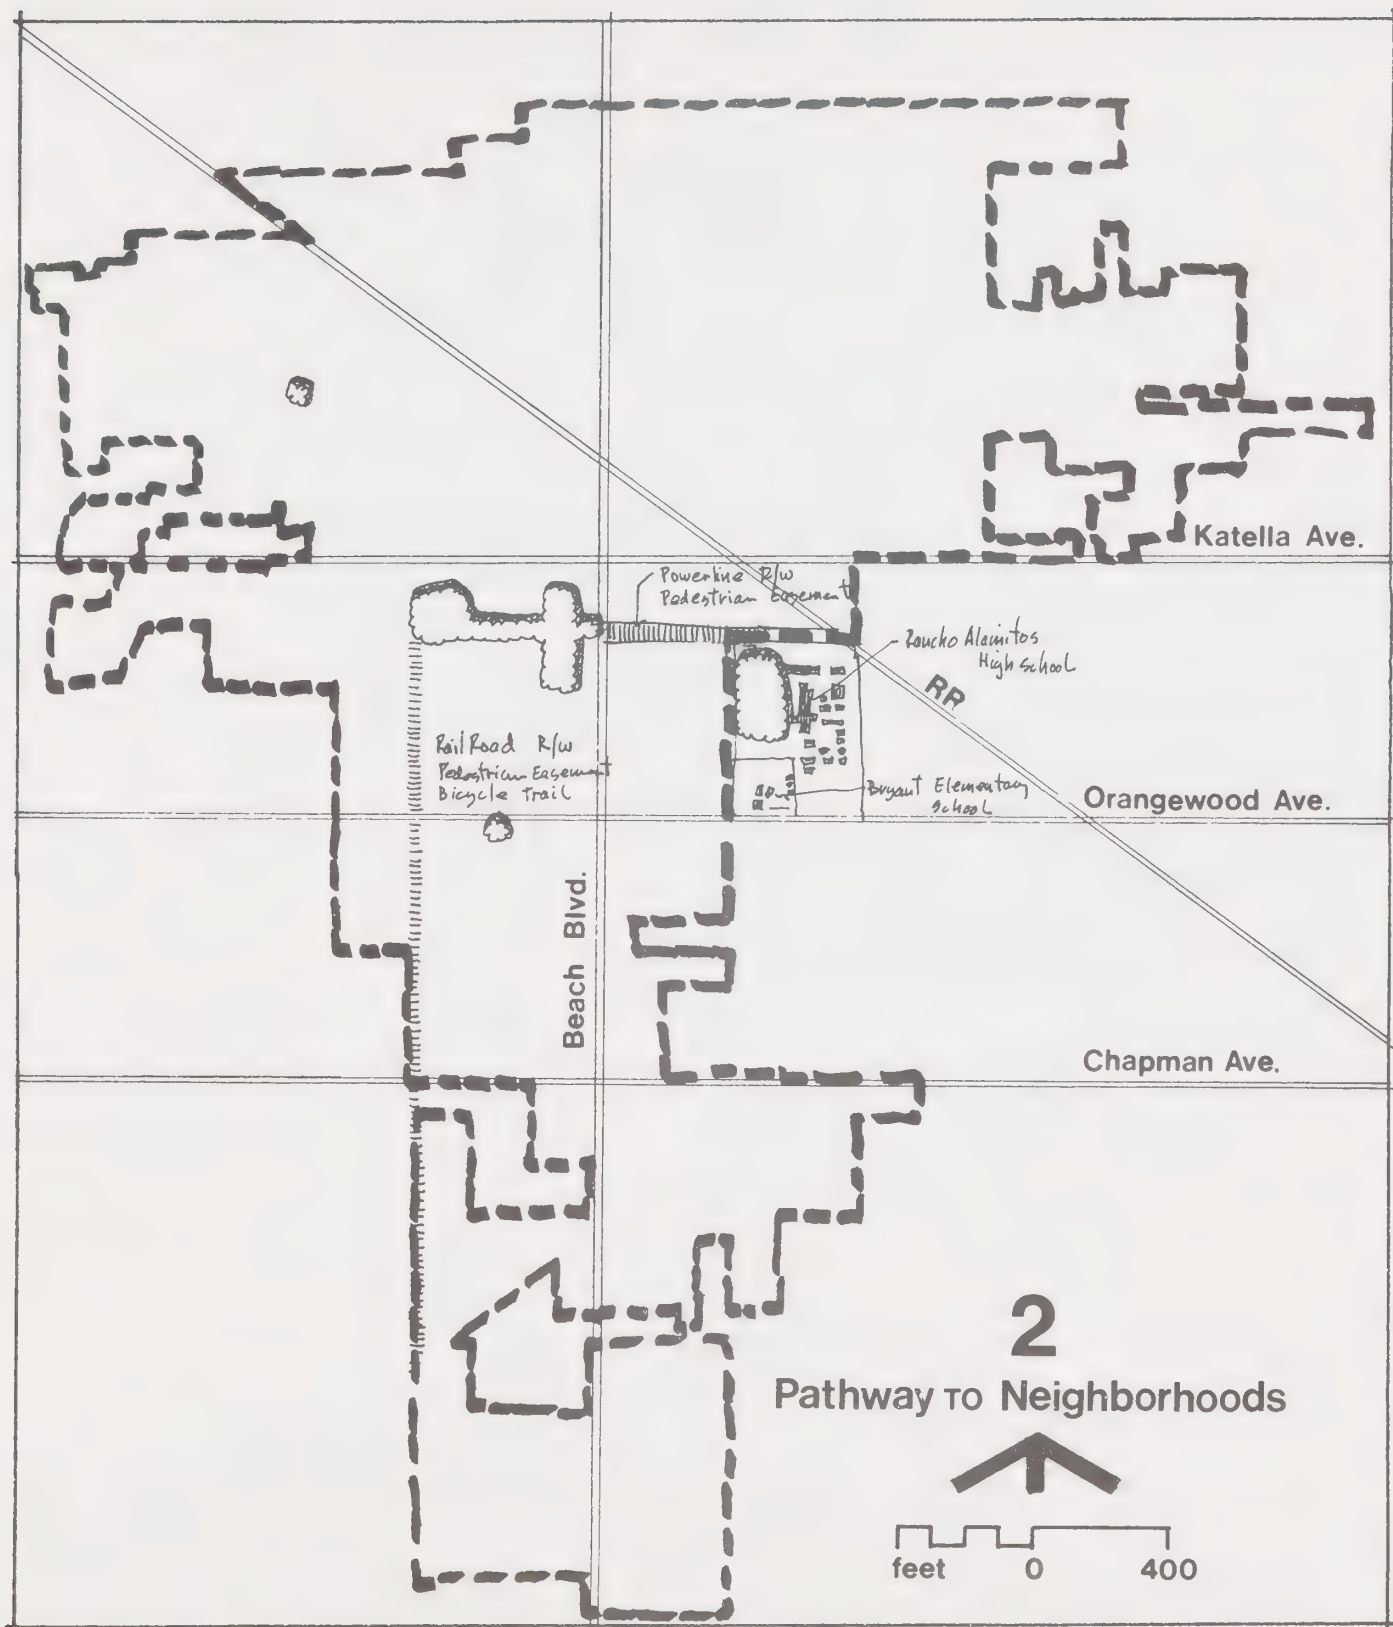 Katella Ave.
Powerline R/w
Pedestrian Easement
Rancho Alamitos
High School
RR
RailRoad R/w
Pedestrian Easement
Bicycle Trail
Bryant Elementary
School
Orangewood Ave.
Beach Blvd.
Chapman Ave.
2
Pathway TO Neighborhoods
feet 0 400